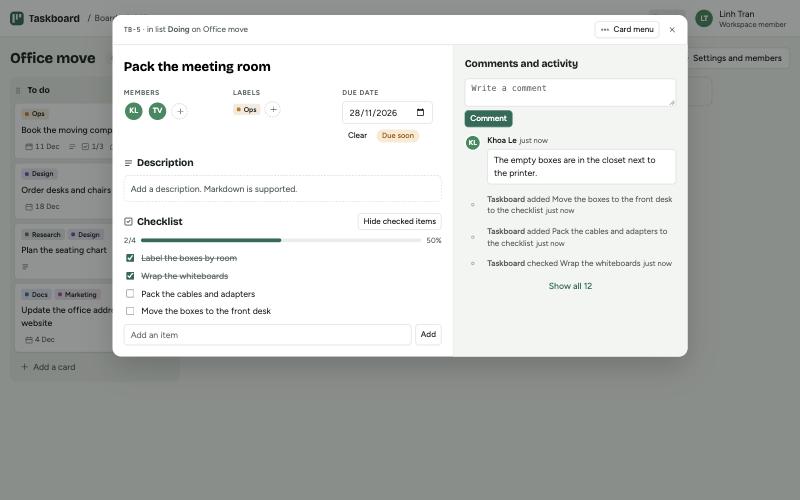 Taskboard / Board
LT Linh Tran
Workspace member
Office move
Settings and members
To do
Ops
Book the moving comp
11 Dec 1/3
Design
Order desks and chairs
18 Dec
Research Design
Plan the seating chart
Docs Marketing
Update the office addr
website
4 Dec
+ Add a card
TB-5 · in list Doing on Office move
Card menu ×
Pack the meeting room
MEMBERS
KL TV +
LABELS
Ops +
DUE DATE
28/11/2026
Clear Due soon
Description
Add a description. Markdown is supported.
Checklist
Hide checked items
2/4 50%
Label the boxes by room
Wrap the whiteboards
Pack the cables and adapters
Move the boxes to the front desk
Add an item
Add
Comments and activity
Write a comment
Comment
KL Khoa Le just now
The empty boxes are in the closet next to
the printer.
Taskboard added Move the boxes to the front desk
to the checklist just now
Taskboard added Pack the cables and adapters to
the checklist just now
Taskboard checked Wrap the whiteboards just now
Show all 12